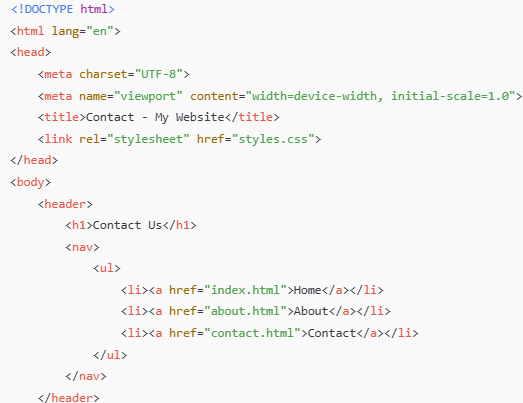 <!DOCTYPE html>
<html lang="en">
<head>
    <meta charset="UTF-8">
    <meta name="viewport" content="width=device-width, initial-scale=1.0">
    <title>Contact - My Website</title>
    <link rel="stylesheet" href="styles.css">
</head>
<body>
    <header>
        <h1>Contact Us</h1>
        <nav>
            <ul>
                <li><a href="index.html">Home</a></li>
                <li><a href="about.html">About</a></li>
                <li><a href="contact.html">Contact</a></li>
            </ul>
        </nav>
    </header>